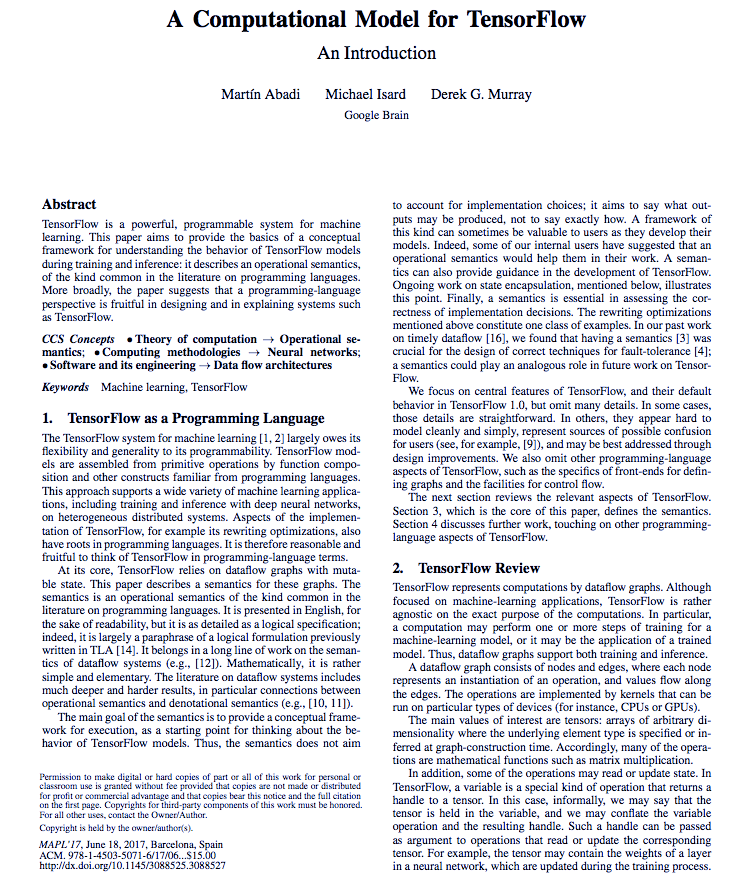 A Computational Model for TensorFlow
An Introduction
Martín Abadi Michael Isard Derek G. Murray
Google Brain
Abstract
TensorFlow is a powerful, programmable system for machine
learning. This paper aims to provide the basics of a conceptual
framework for understanding the behavior of TensorFlow models
during training and inference: it describes an operational semantics,
of the kind common in the literature on programming languages.
More broadly, the paper suggests that a programming-language
perspective is fruitful in designing and in explaining systems such
as TensorFlow.
CCS Concepts • Theory of computation → Operational se-
mantics; • Computing methodologies → Neural networks;
• Software and its engineering → Data flow architectures
Keywords Machine learning, TensorFlow
1. TensorFlow as a Programming Language
The TensorFlow system for machine learning [1, 2] largely owes its
flexibility and generality to its programmability. TensorFlow mod-
els are assembled from primitive operations by function compo-
sition and other constructs familiar from programming languages.
This approach supports a wide variety of machine learning applica-
tions, including training and inference with deep neural networks,
on heterogeneous distributed systems. Aspects of the implemen-
tation of TensorFlow, for example its rewriting optimizations, also
have roots in programming languages. It is therefore reasonable and
fruitful to think of TensorFlow in programming-language terms.
At its core, TensorFlow relies on dataflow graphs with muta-
ble state. This paper describes a semantics for these graphs. The
semantics is an operational semantics of the kind common in the
literature on programming languages. It is presented in English, for
the sake of readability, but it is as detailed as a logical specification;
indeed, it is largely a paraphrase of a logical formulation previously
written in TLA [14]. It belongs in a long line of work on the seman-
tics of dataflow systems (e.g., [12]). Mathematically, it is rather
simple and elementary. The literature on dataflow systems includes
much deeper and harder results, in particular connections between
operational semantics and denotational semantics (e.g., [10, 11]).
The main goal of the semantics is to provide a conceptual frame-
work for execution, as a starting point for thinking about the be-
havior of TensorFlow models. Thus, the semantics does not aim
Permission to make digital or hard copies of part or all of this work for personal or
classroom use is granted without fee provided that copies are not made or distributed
for profit or commercial advantage and that copies bear this notice and the full citation
on the first page. Copyrights for third-party components of this work must be honored.
For all other uses, contact the Owner/Author.
Copyright is held by the owner/author(s).
MAPL'17, June 18, 2017, Barcelona, Spain
ACM. 978-1-4503-5071-6/17/06...$15.00
http://dx.doi.org/10.1145/3088525.3088527
to account for implementation choices; it aims to say what out-
puts may be produced, not to say exactly how. A framework of
this kind can sometimes be valuable to users as they develop their
models. Indeed, some of our internal users have suggested that an
operational semantics would help them in their work. A seman-
tics can also provide guidance in the development of TensorFlow.
Ongoing work on state encapsulation, mentioned below, illustrates
this point. Finally, a semantics is essential in assessing the cor-
rectness of implementation decisions. The rewriting optimizations
mentioned above constitute one class of examples. In our past work
on timely dataflow [16], we found that having a semantics [3] was
crucial for the design of correct techniques for fault-tolerance [4];
a semantics could play an analogous role in future work on Tensor-
Flow.
We focus on central features of TensorFlow, and their default
behavior in TensorFlow 1.0, but omit many details. In some cases,
those details are straightforward. In others, they appear hard to
model cleanly and simply, represent sources of possible confusion
for users (see, for example, [9]), and may be best addressed through
design improvements. We also omit other programming-language
aspects of TensorFlow, such as the specifics of front-ends for defin-
ing graphs and the facilities for control flow.
The next section reviews the relevant aspects of TensorFlow.
Section 3, which is the core of this paper, defines the semantics.
Section 4 discusses further work, touching on other programming-
language aspects of TensorFlow.
2. TensorFlow Review
TensorFlow represents computations by dataflow graphs. Although
focused on machine-learning applications, TensorFlow is rather
agnostic on the exact purpose of the computations. In particular,
a computation may perform one or more steps of training for a
machine-learning model, or it may be the application of a trained
model. Thus, dataflow graphs support both training and inference.
A dataflow graph consists of nodes and edges, where each node
represents an instantiation of an operation, and values flow along
the edges. The operations are implemented by kernels that can be
run on particular types of devices (for instance, CPUs or GPUs).
The main values of interest are tensors: arrays of arbitrary di-
mensionality where the underlying element type is specified or in-
ferred at graph-construction time. Accordingly, many of the opera-
tions are mathematical functions such as matrix multiplication.
In addition, some of the operations may read or update state. In
TensorFlow, a variable is a special kind of operation that returns a
handle to a tensor. In this case, informally, we may say that the
tensor is held in the variable, and we may conflate the variable
operation and the resulting handle. Such a handle can be passed
as argument to operations that read or update the corresponding
tensor. For example, the tensor may contain the weights of a layer
in a neural network, which are updated during the training process.